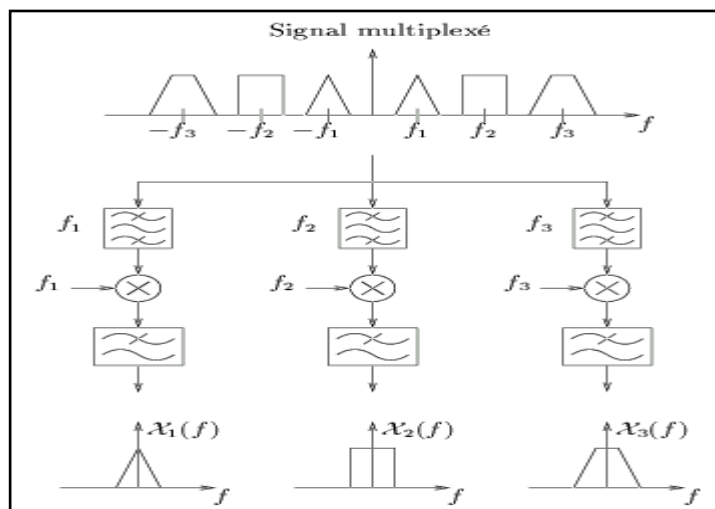 Signal multiplexé
−f₃ −f₂ −f₁ f₁ f₂ f₃ f
f₁ f₂ f₃
f₁ f₂ f₃
𝒳₁(f) 𝒳₂(f) 𝒳₃(f)
f f f